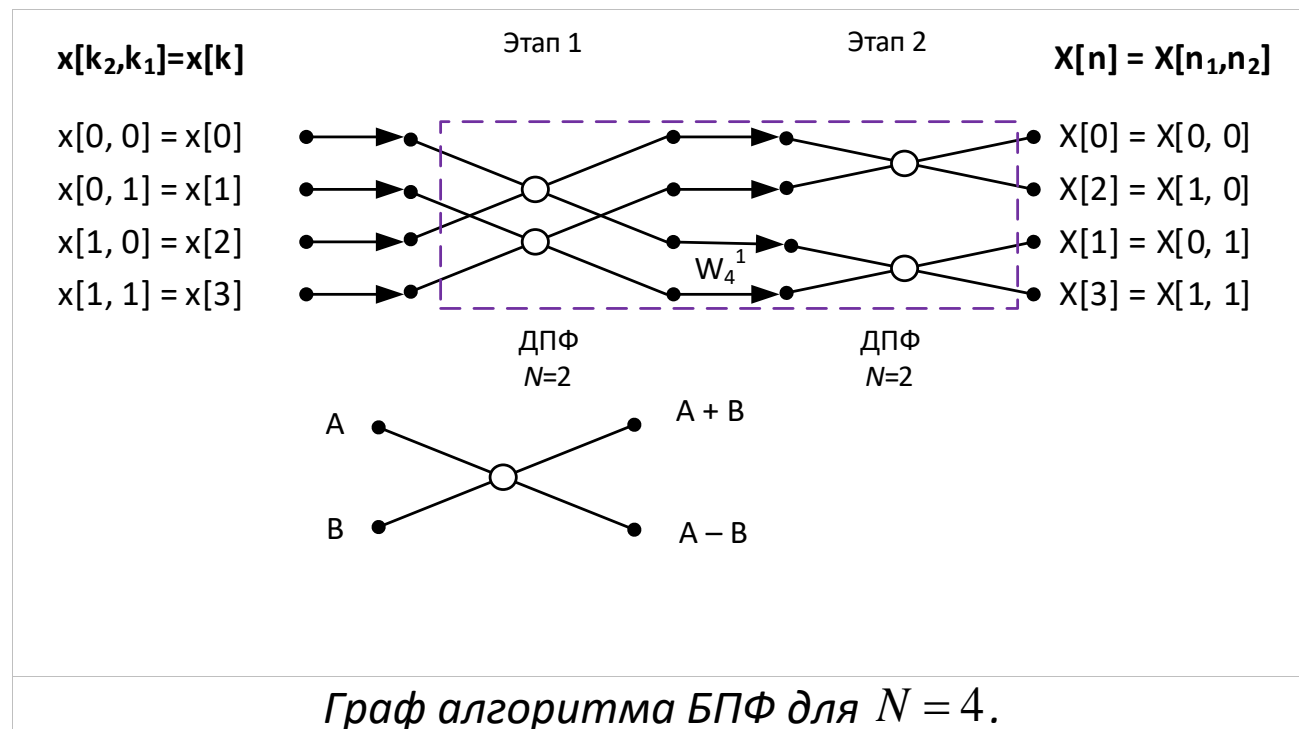 Этап 1
Этап 2
x[k₂,k₁]=x[k]
X[n] = X[n₁,n₂]
x[0, 0] = x[0]
X[0] = X[0, 0]
x[0, 1] = x[1]
X[2] = X[1, 0]
x[1, 0] = x[2]
X[1] = X[0, 1]
W₄¹
x[1, 1] = x[3]
X[3] = X[1, 1]
ДПФ
N=2
ДПФ
N=2
A
A + B
B
A – B
Граф алгоритма БПФ для N = 4.